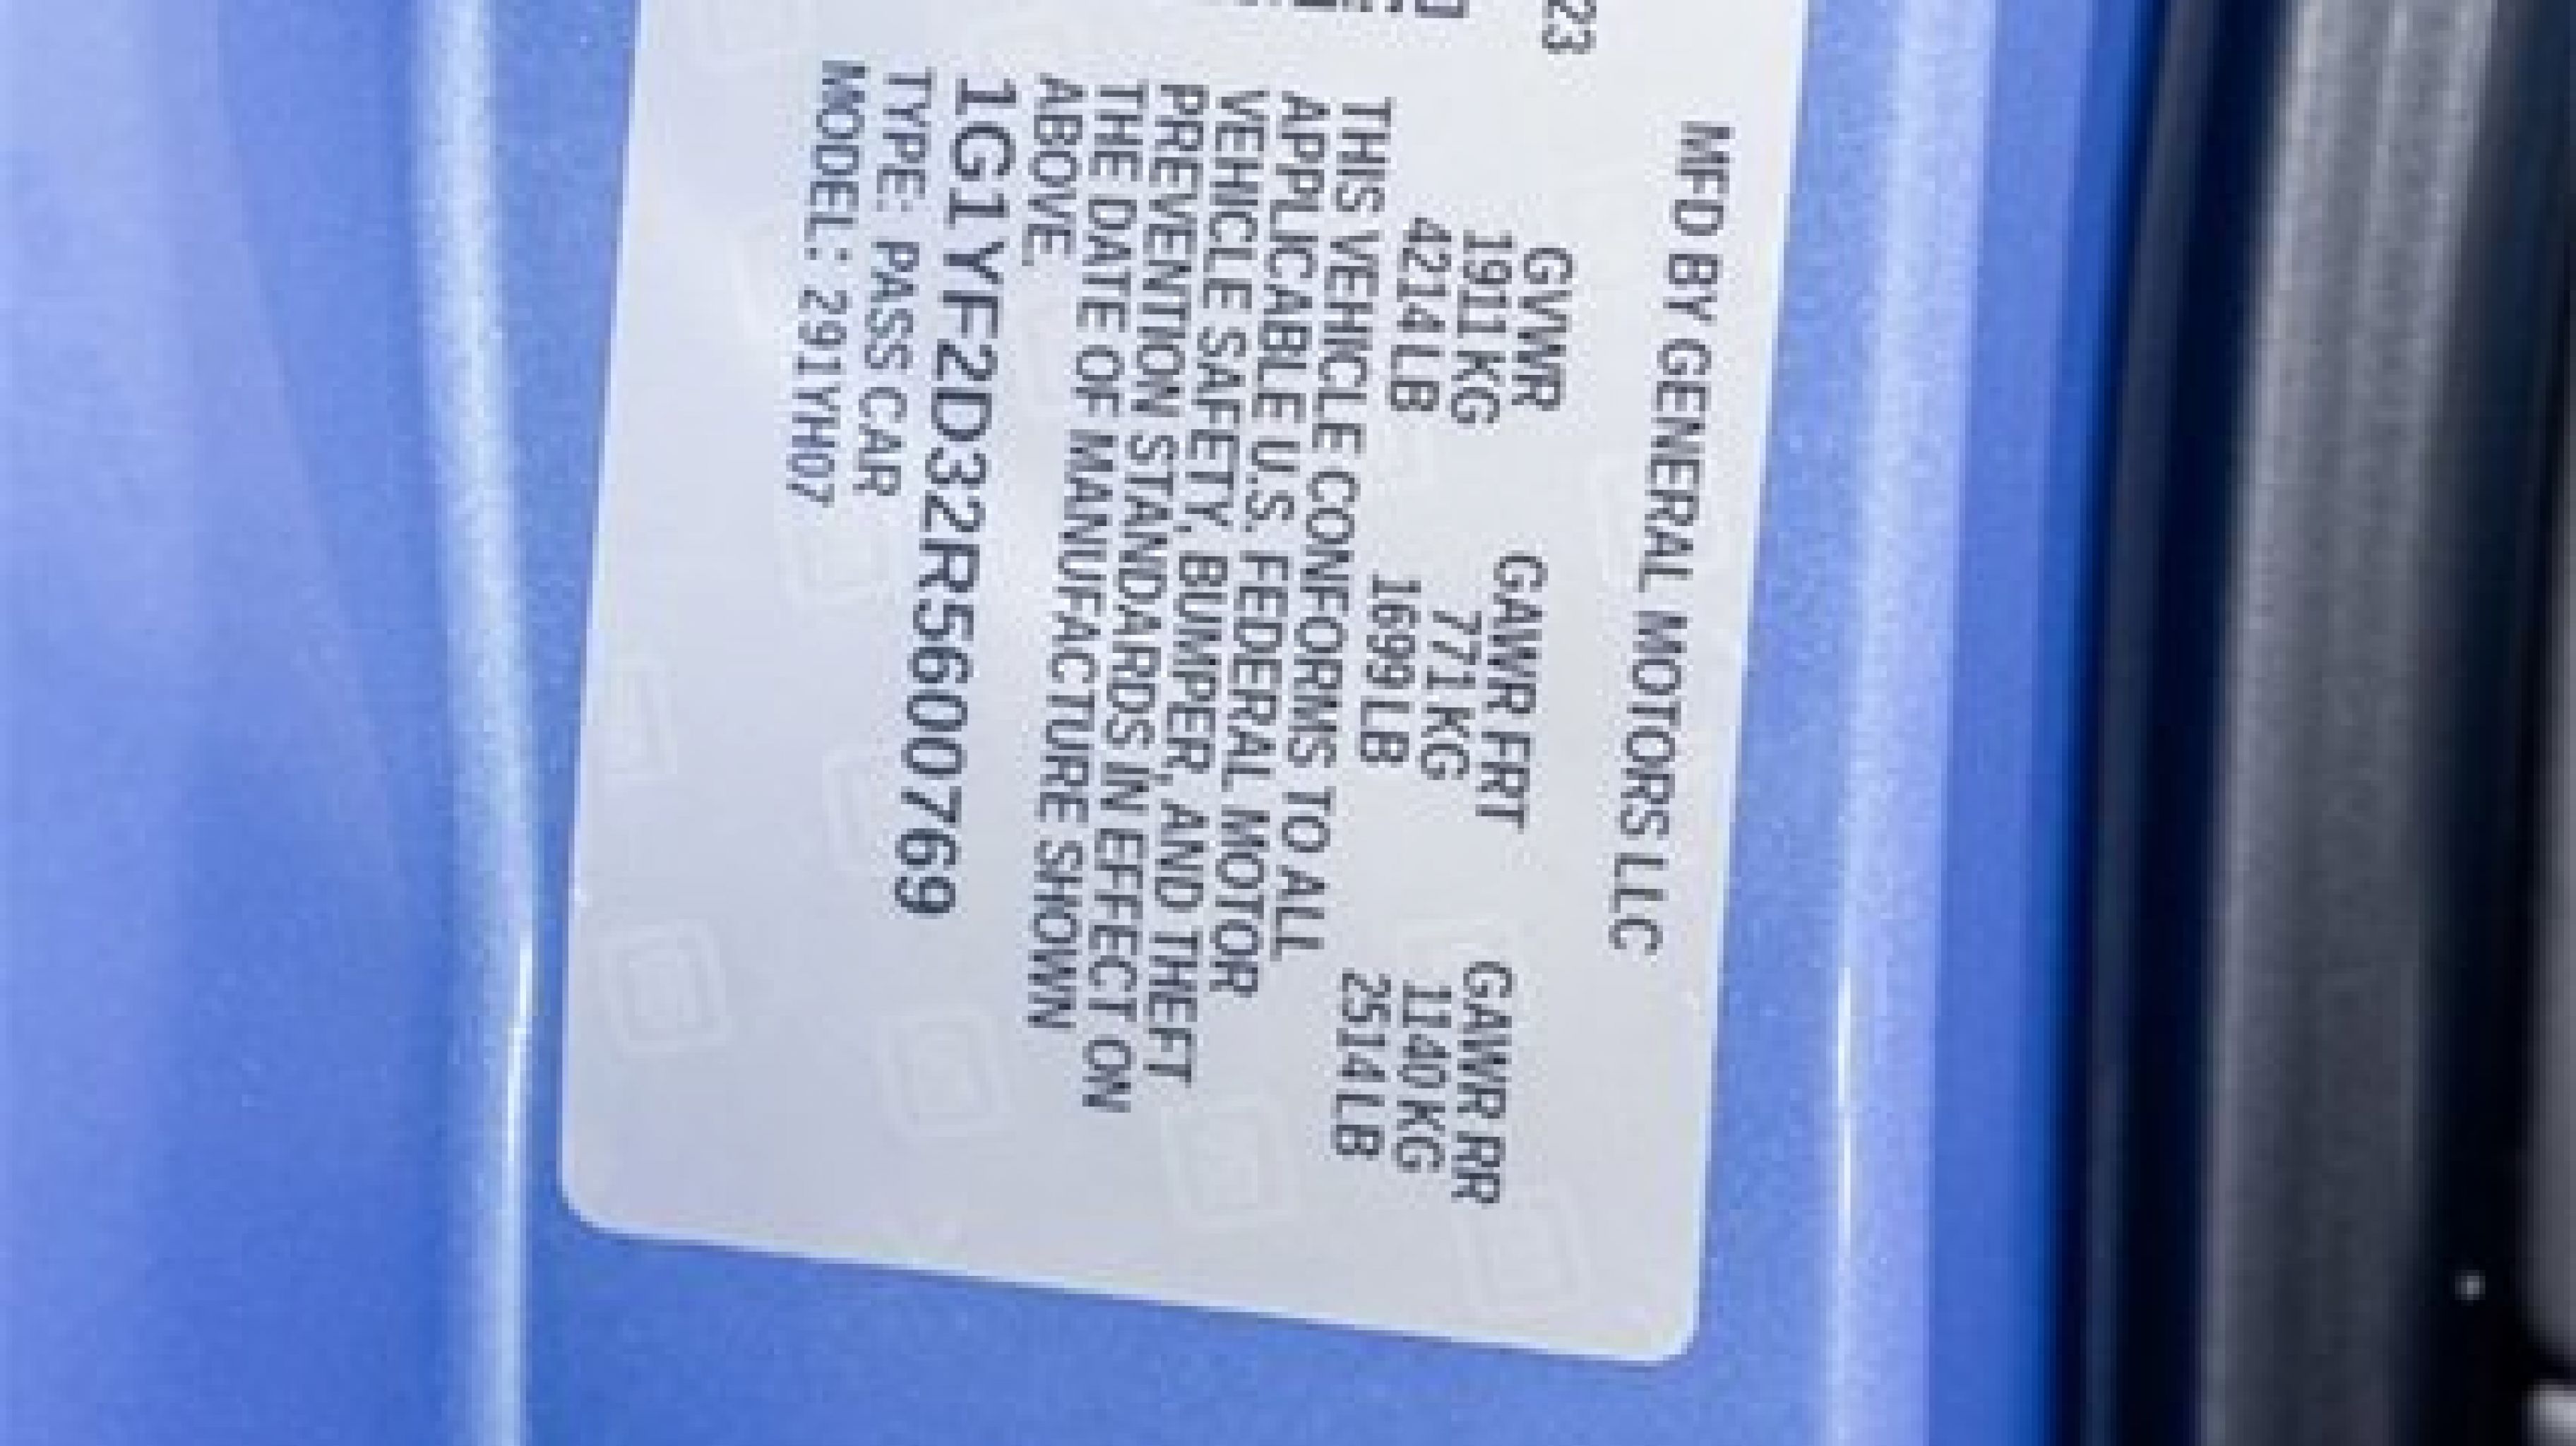 MFD BY GENERAL MOTORS LLC
23
GVWR GAWR FRT GAWR RR
1911 KG 771 KG 1140 KG
4214 LB 1699 LB 2514 LB
THIS VEHICLE CONFORMS TO ALL
APPLICABLE U.S. FEDERAL MOTOR
VEHICLE SAFETY, BUMPER, AND THEFT
PREVENTION STANDARDS IN EFFECT ON
THE DATE OF MANUFACTURE SHOWN
ABOVE.
1G1YF2D32R5600769
TYPE: PASS CAR
MODEL: 291YH07